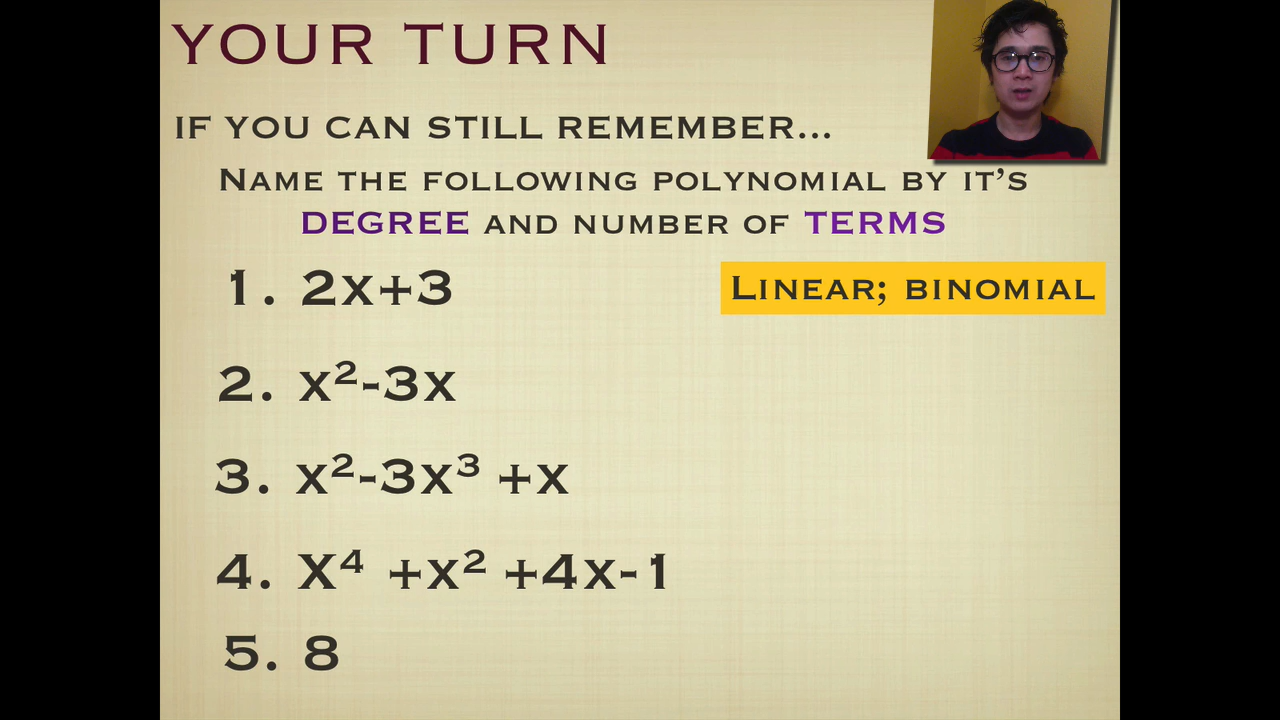 YOUR TURN
IF YOU CAN STILL REMEMBER...
NAME THE FOLLOWING POLYNOMIAL BY IT'S
DEGREE AND NUMBER OF TERMS
1. 2x+3
LINEAR; BINOMIAL
2. x²-3x
3. x²-3x³ +x
4. X⁴ +x² +4x-1
5. 8